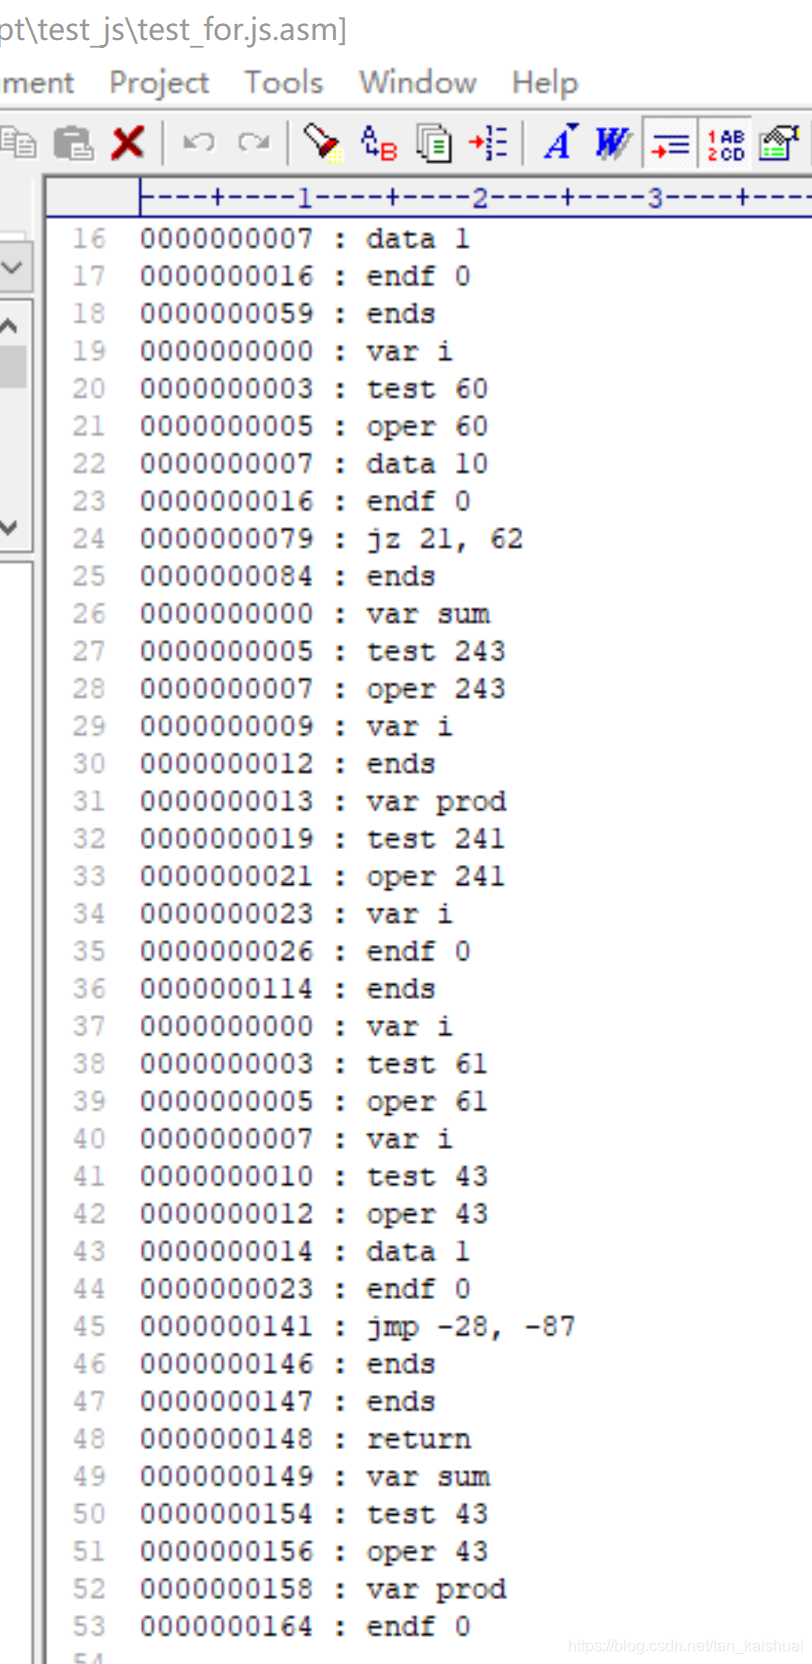 pt\test_js\test_for.js.asm]
ment Project Tools Window Help
----+----1----+----2----+----3----+----
16 0000000007 : data 1
17 0000000016 : endf 0
18 0000000059 : ends
19 0000000000 : var i
20 0000000003 : test 60
21 0000000005 : oper 60
22 0000000007 : data 10
23 0000000016 : endf 0
24 0000000079 : jz 21, 62
25 0000000084 : ends
26 0000000000 : var sum
27 0000000005 : test 243
28 0000000007 : oper 243
29 0000000009 : var i
30 0000000012 : ends
31 0000000013 : var prod
32 0000000019 : test 241
33 0000000021 : oper 241
34 0000000023 : var i
35 0000000026 : endf 0
36 0000000114 : ends
37 0000000000 : var i
38 0000000003 : test 61
39 0000000005 : oper 61
40 0000000007 : var i
41 0000000010 : test 43
42 0000000012 : oper 43
43 0000000014 : data 1
44 0000000023 : endf 0
45 0000000141 : jmp -28, -87
46 0000000146 : ends
47 0000000147 : ends
48 0000000148 : return
49 0000000149 : var sum
50 0000000154 : test 43
51 0000000156 : oper 43
52 0000000158 : var prod
53 0000000164 : endf 0
54
https://blog.csdn.net/tan_kaishuai